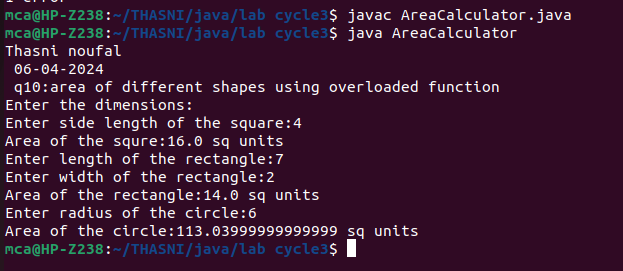 1 error
mca@HP-Z238:~/THASNI/java/lab cycle3$ javac AreaCalculator.java
mca@HP-Z238:~/THASNI/java/lab cycle3$ java AreaCalculator
Thasni noufal
 06-04-2024
 q10:area of different shapes using overloaded function
Enter the dimensions:
Enter side length of the square:4
Area of the squre:16.0 sq units
Enter length of the rectangle:7
Enter width of the rectangle:2
Area of the rectangle:14.0 sq units
Enter radius of the circle:6
Area of the circle:113.03999999999999 sq units
mca@HP-Z238:~/THASNI/java/lab cycle3$